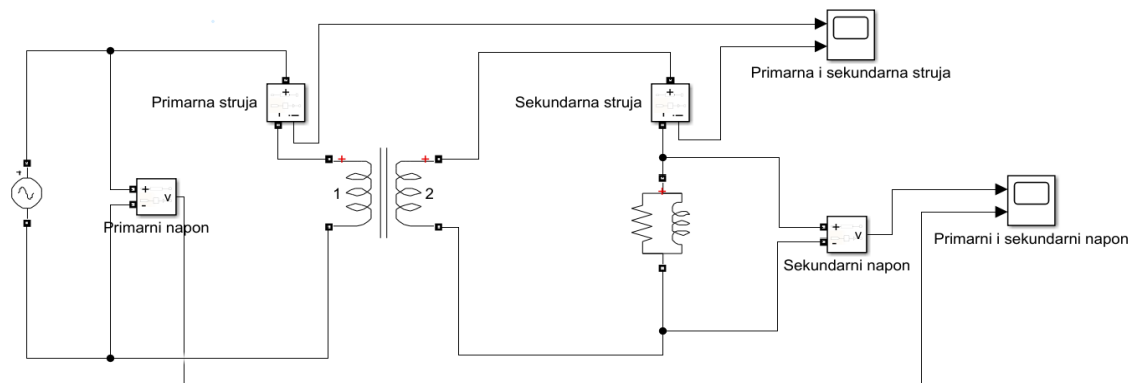 Primarna i sekundarna struja
Primarna struja
+
-
i
Sekundarna struja
+
-
i
+
+
1
2
+
+
-
v
Primarni napon
+
+
-
v
Sekundarni napon
Primarni i sekundarni napon